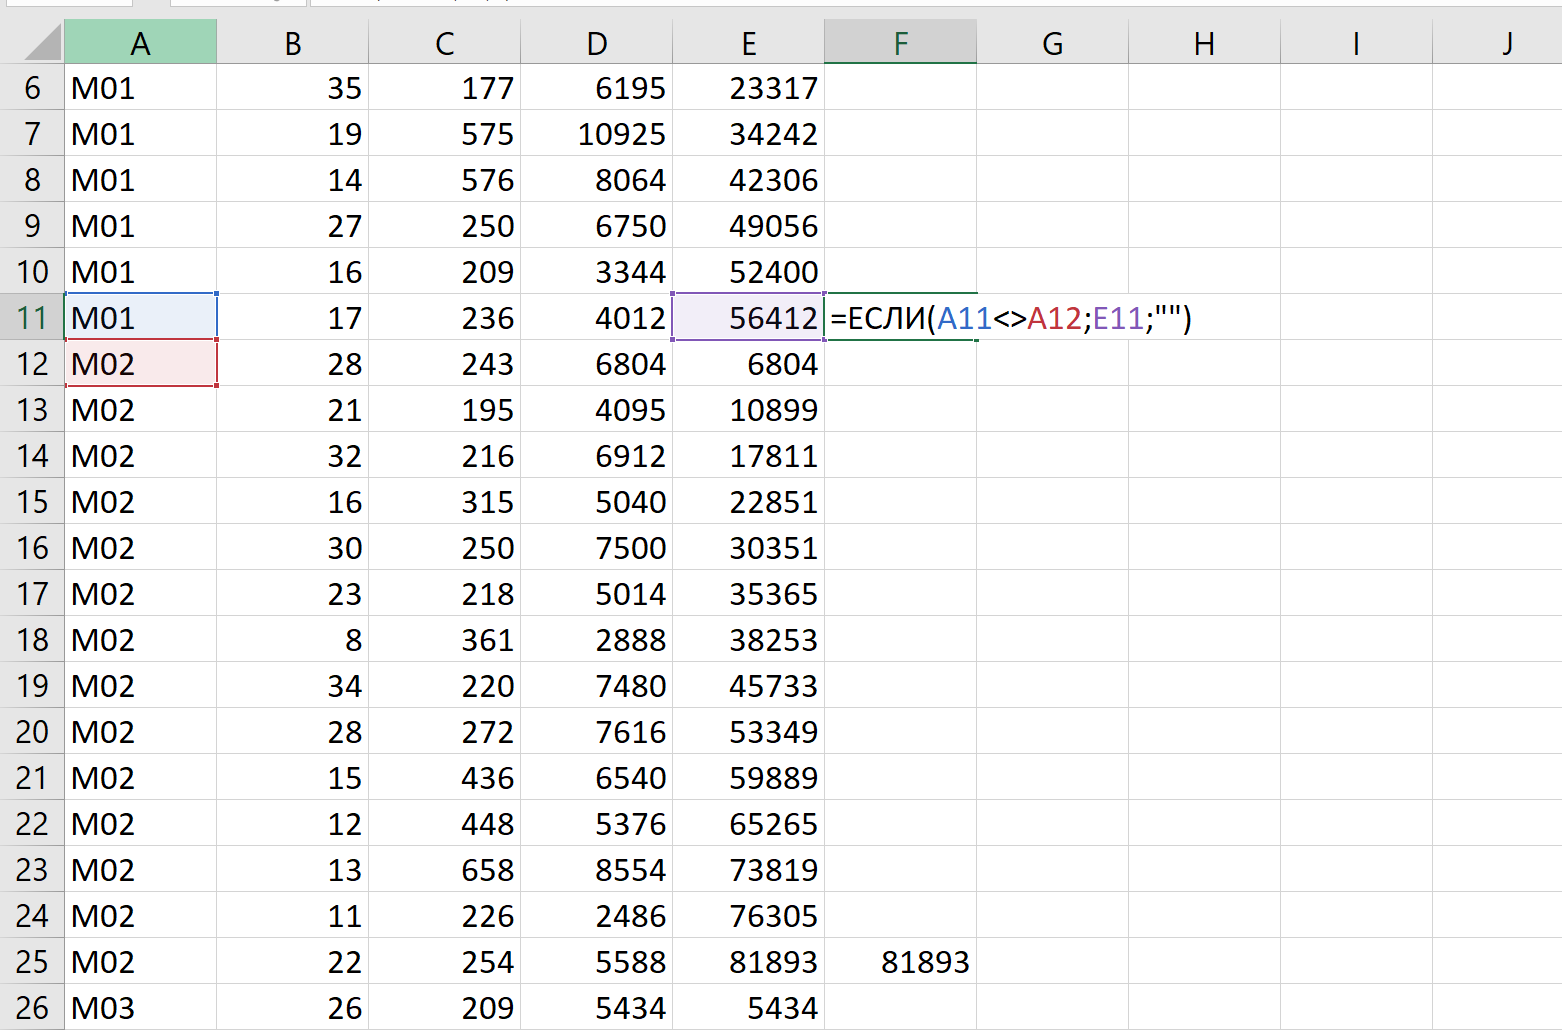 A B C D E F G H I J
6 M01 35 177 6195 23317
7 M01 19 575 10925 34242
8 M01 14 576 8064 42306
9 M01 27 250 6750 49056
10 M01 16 209 3344 52400
11 M01 17 236 4012 56412 =ЕСЛИ(A11<>A12;E11;"")
12 M02 28 243 6804 6804
13 M02 21 195 4095 10899
14 M02 32 216 6912 17811
15 M02 16 315 5040 22851
16 M02 30 250 7500 30351
17 M02 23 218 5014 35365
18 M02 8 361 2888 38253
19 M02 34 220 7480 45733
20 M02 28 272 7616 53349
21 M02 15 436 6540 59889
22 M02 12 448 5376 65265
23 M02 13 658 8554 73819
24 M02 11 226 2486 76305
25 M02 22 254 5588 81893 81893
26 M03 26 209 5434 5434